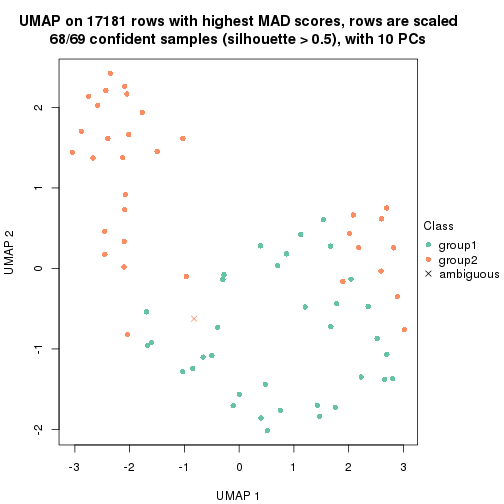 UMAP on 17181 rows with highest MAD scores, rows are scaled
68/69 confident samples (silhouette > 0.5), with 10 PCs
2
1
0
-1
-2
UMAP 2
-3
-2
-1
0
1
2
3
UMAP 1
Class
group1
group2
ambiguous